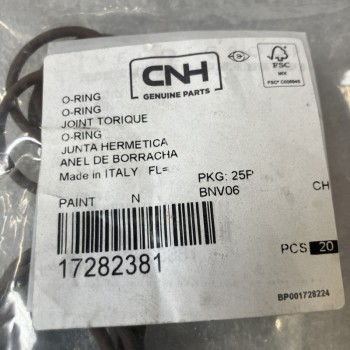 CNH
GENUINE PARTS
FSC
MIX
O-RING
O-RING
JOINT TORIQUE
O-RING
JUNTA HERMETICA
ANEL DE BORRACHA
Made in ITALY FL=
PKG: 25P
PAINT N BNV06 CH
17282381
PCS 20
BP001728224